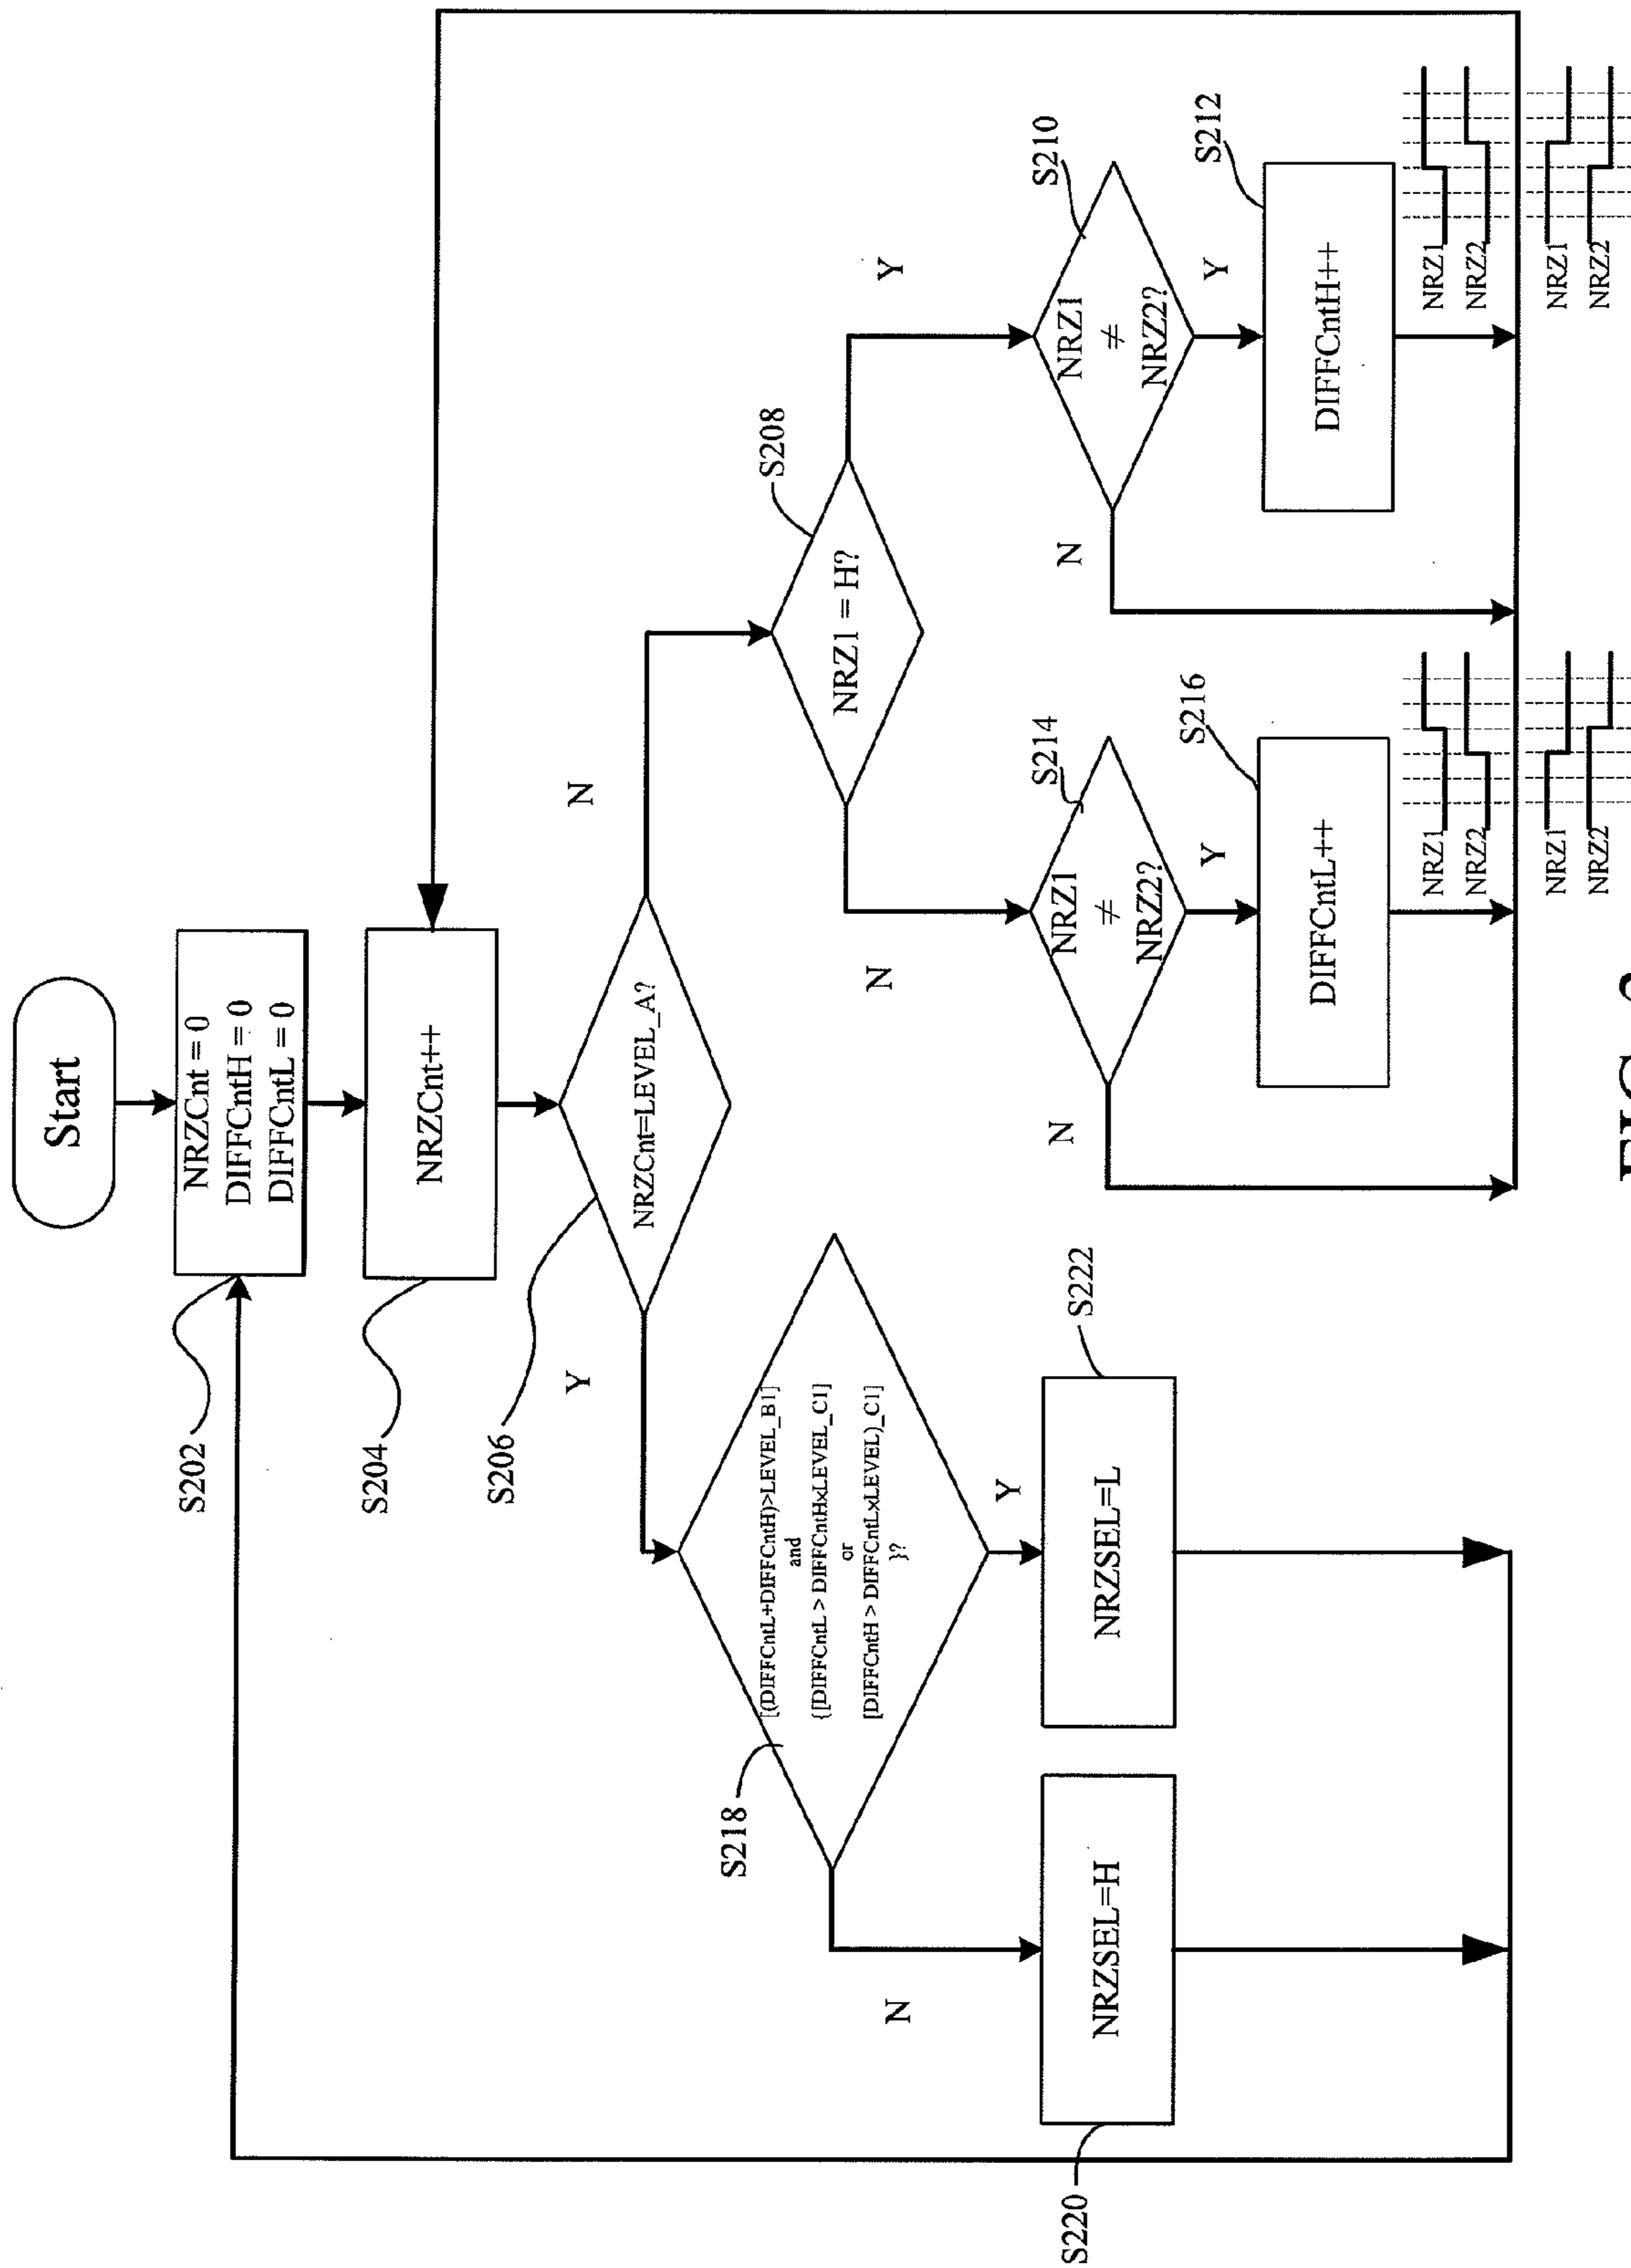 Start
S202
NRZCnt = 0
DIFFCntH = 0
DIFFCntL = 0
S204
NRZCnt++
S206
NRZCnt=LEVEL_A?
Y
N
S218
[(DIFFCntL+DIFFCntH)>LEVEL_B1]
and
{[DIFFCntL > DIFFCntHxLEVEL_C1]
or
[DIFFCntH > DIFFCntLxLEVEL)_C1]
}?
S208
NRZ1 = H?
N
Y
N
Y
S220
NRZSEL=H
S222
NRZSEL=L
S214
NRZ1
≠
NRZ2?
N
Y
S210
NRZ1
≠
NRZ2?
N
Y
S216
DIFFCntL++
S212
DIFFCntH++
NRZ1
NRZ2
NRZ1
NRZ2
NRZ1
NRZ2
NRZ1
NRZ2